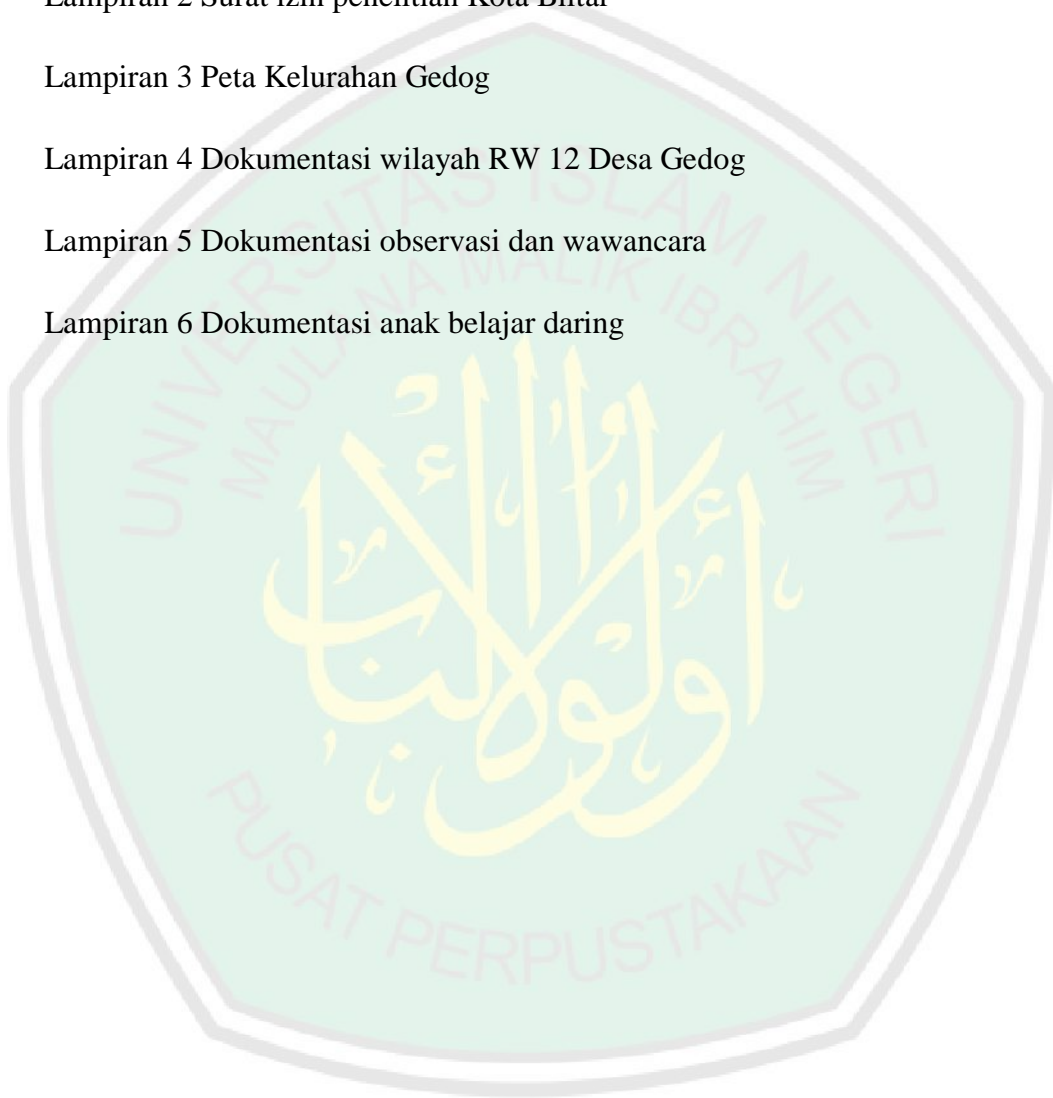 Lampiran 2 Surat izin penelitian Kota Blitar
Lampiran 3 Peta Kelurahan Gedog
Lampiran 4 Dokumentasi wilayah RW 12 Desa Gedog
Lampiran 5 Dokumentasi observasi dan wawancara
Lampiran 6 Dokumentasi anak belajar daring
UNIVERSITAS ISLAM NEGERI
MAULANA MALIK IBRAHIM
أولوا الألباب
PUSAT PERPUSTAKAAN